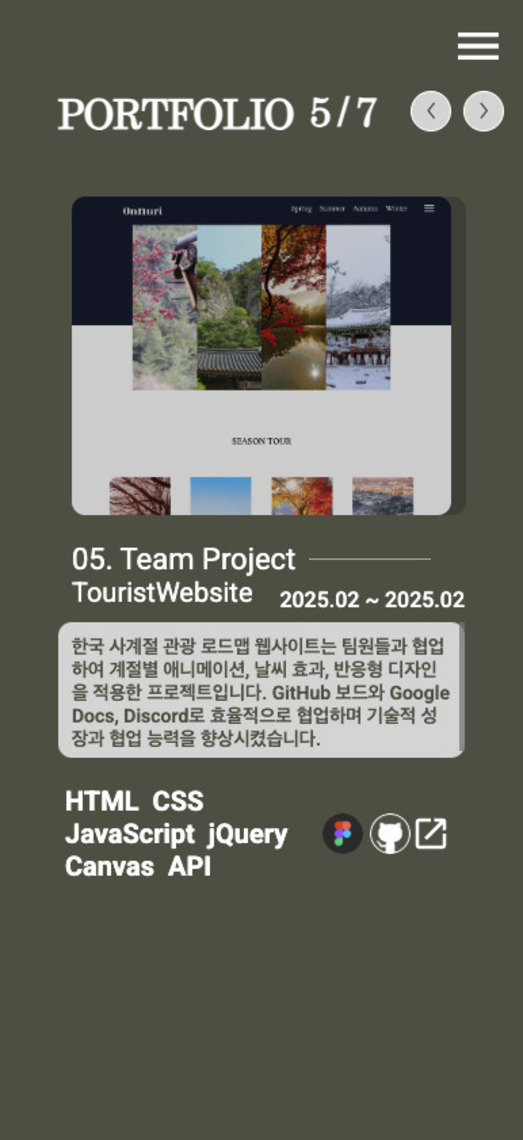 PORTFOLIO 5/7
OnNuri
Spring Summer Autumn Winter
SEASON TOUR
05. Team Project
TouristWebsite
2025.02 ~ 2025.02
한국 사계절 관광 로드맵 웹사이트는 팀원들과 협업
하여 계절별 애니메이션, 날씨 효과, 반응형 디자인
을 적용한 프로젝트입니다. GitHub 보드와 Google
Docs, Discord로 효율적으로 협업하며 기술적 성
장과 협업 능력을 향상시켰습니다.
HTML CSS
JavaScript jQuery
Canvas API